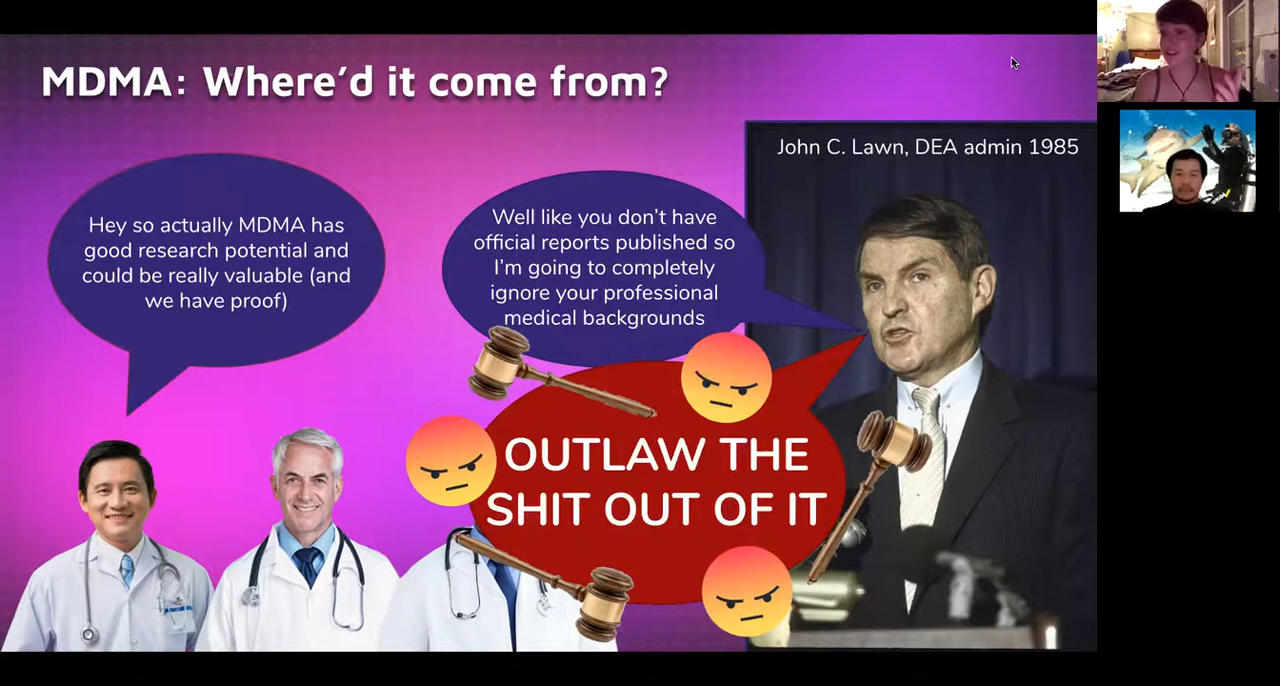 MDMA: Where'd it come from?
John C. Lawn, DEA admin 1985
Hey so actually MDMA has
good research potential and
could be really valuable (and
we have proof)
Well like you don't have
official reports published so
I'm going to completely
ignore your professional
medical backgrounds
OUTLAW THE
SHIT OUT OF IT